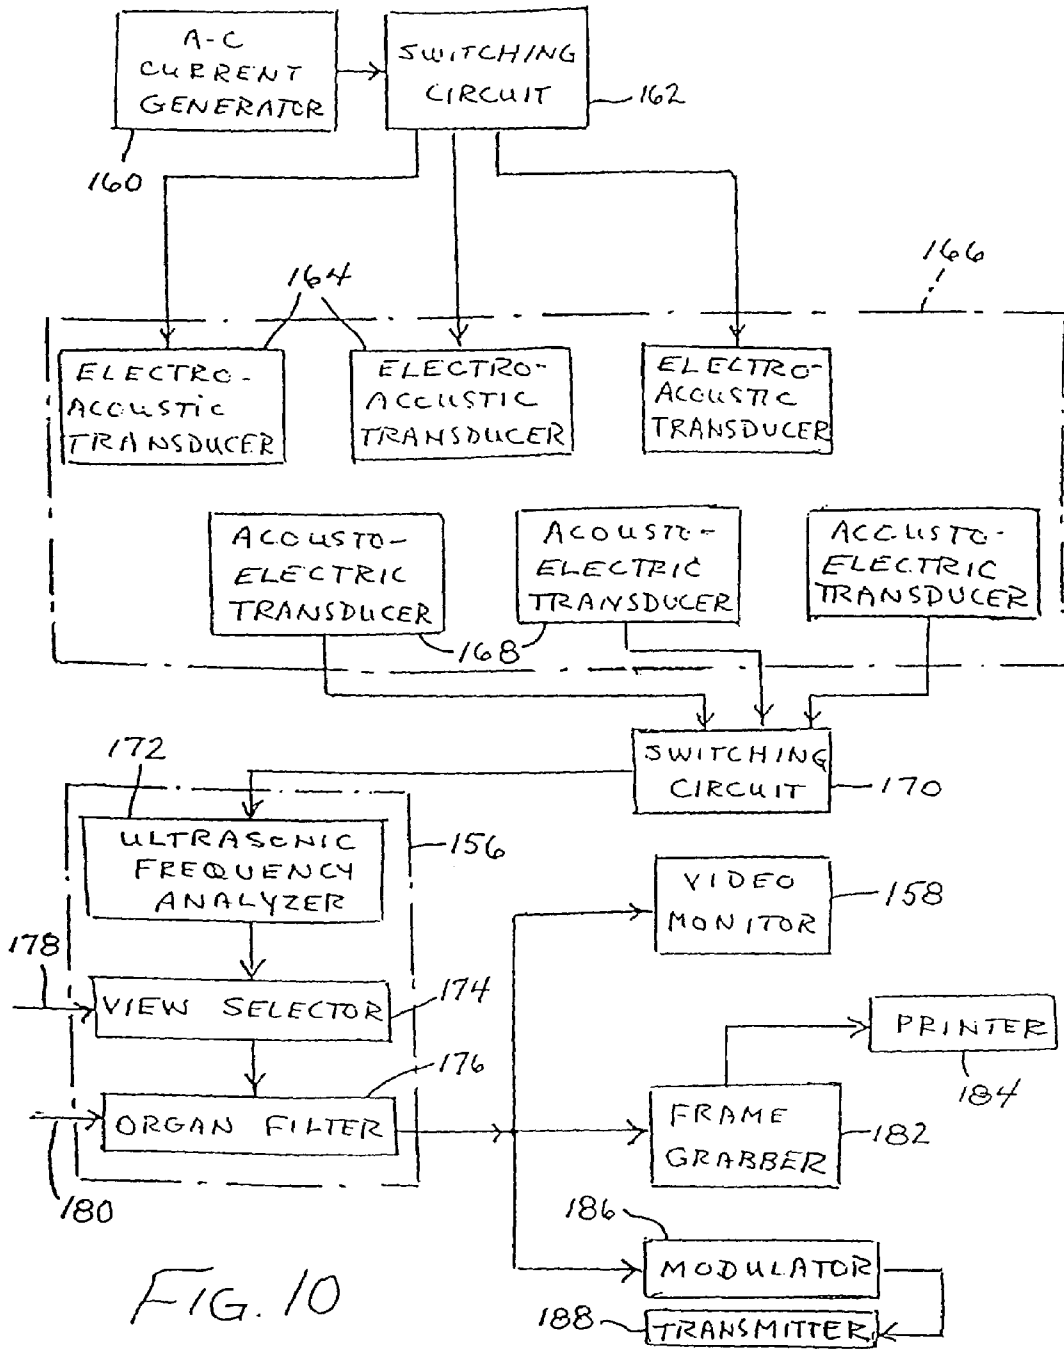 A-C
CURRENT
GENERATOR
160
SWITCHING
CIRCUIT
162
166
164
ELECTRO-
ACOUSTIC
TRANSDUCER
ELECTRO-
ACOUSTIC
TRANSDUCER
ELECTRO-
ACOUSTIC
TRANSDUCER
ACOUSTO-
ELECTRIC
TRANSDUCER
ACOUSTO-
ELECTRIC
TRANSDUCER
ACOUSTO-
ELECTRIC
TRANSDUCER
168
SWITCHING
CIRCUIT
170
172
ULTRASONIC
FREQUENCY
ANALYZER
156
VIDEO
MONITOR
158
178
VIEW SELECTOR
174
PRINTER
184
176
ORGAN FILTER
180
FRAME
GRABBER
182
186
MODULATOR
188
TRANSMITTER
FIG. 10